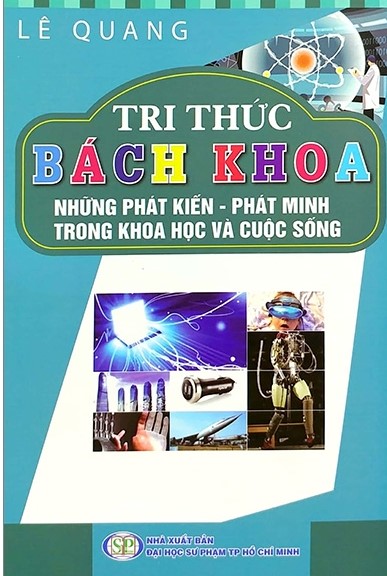 LÊ QUANG
TRI THỨC
BÁCH KHOA
NHỮNG PHÁT KIẾN - PHÁT MINH
TRONG KHOA HỌC VÀ CUỘC SỐNG
NHÀ XUẤT BẢN
ĐẠI HỌC SƯ PHẠM TP HỒ CHÍ MINH